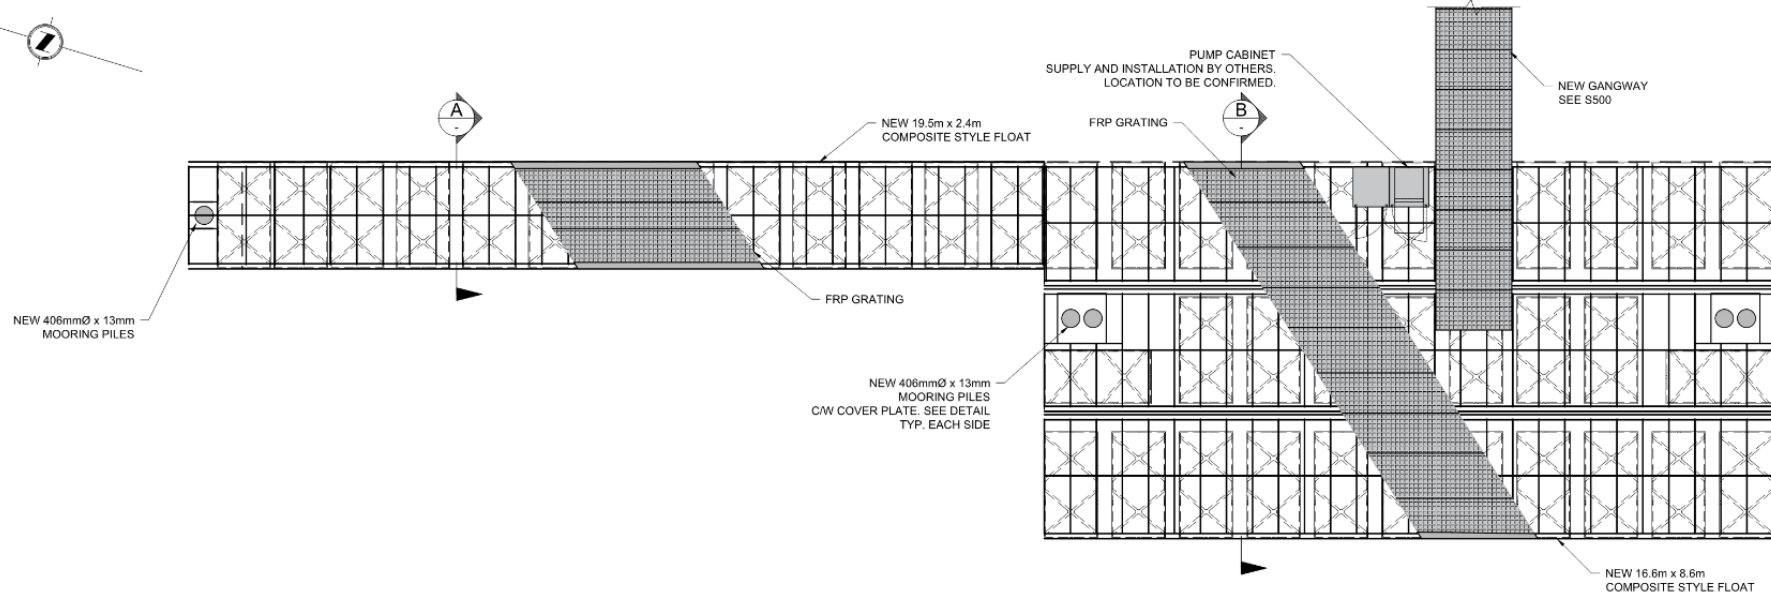 PUMP CABINET
SUPPLY AND INSTALLATION BY OTHERS.
LOCATION TO BE CONFIRMED.
NEW GANGWAY
SEE S500
A
-
B
-
NEW 19.5m x 2.4m
COMPOSITE STYLE FLOAT
FRP GRATING
FRP GRATING
NEW 406mmØ x 13mm
MOORING PILES
NEW 406mmØ x 13mm
MOORING PILES
C/W COVER PLATE. SEE DETAIL
TYP. EACH SIDE
NEW 16.6m x 8.6m
COMPOSITE STYLE FLOAT